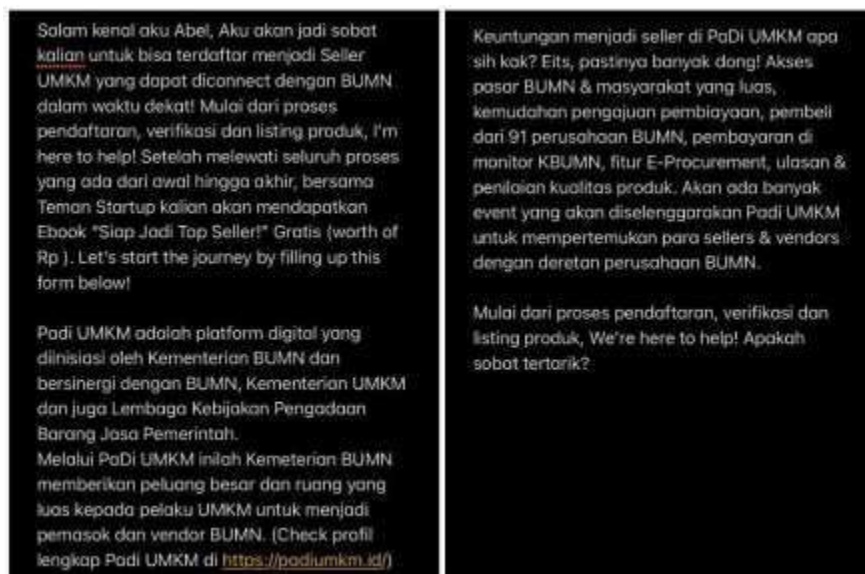 Salam kenal aku Abel, Aku akan jadi sobat
kalian untuk bisa terdaftar menjadi Seller
UMKM yang dapat diconnect dengan BUMN
dalam waktu dekat! Mulai dari proses
pendaftaran, verifikasi dan listing produk, I'm
here to help! Setelah melewati seluruh proses
yang ada dari awal hingga akhir, bersama
Teman Startup kalian akan mendapatkan
Ebook "Siap Jadi Top Seller!" Gratis (worth of
Rp ). Let's start the journey by filling up this
form below!
Padi UMKM adalah platform digital yang
diinisiasi oleh Kementerian BUMN dan
bersinergi dengan BUMN, Kementerian UMKM
dan juga Lembaga Kebijakan Pengadaan
Barang Jasa Pemerintah.
Melalui PaDi UMKM inilah Kemeterian BUMN
memberikan peluang besar dan ruang yang
luas kepada pelaku UMKM untuk menjadi
pemasok dan vendor BUMN. (Check profil
lengkap Padi UMKM di https://padiumkm.id/)
Keuntungan menjadi seller di PaDi UMKM apa
sih kak? Eits, pastinya banyak dong! Akses
pasar BUMN & masyarakat yang luas,
kemudahan pengajuan pembiayaan, pembeli
dari 91 perusahaan BUMN, pembayaran di
monitor KBUMN, fitur E-Procurement, ulasan &
penilaian kualitas produk. Akan ada banyak
event yang akan diselenggarakan Padi UMKM
untuk mempertemukan para sellers & vendors
dengan deretan perusahaan BUMN.
Mulai dari proses pendaftaran, verifikasi dan
listing produk, We're here to help! Apakah
sobat tertarik?